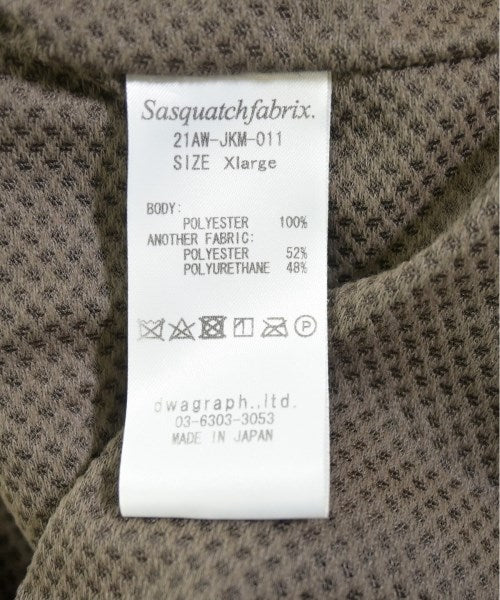 Sasquatchfabrix.
21AW-JKM-011
SIZE Xlarge
BODY:
POLYESTER 100%
ANOTHER FABRIC:
POLYESTER 52%
POLYURETHANE 48%
P
dwagraph.,ltd.
03-6303-3053
MADE IN JAPAN